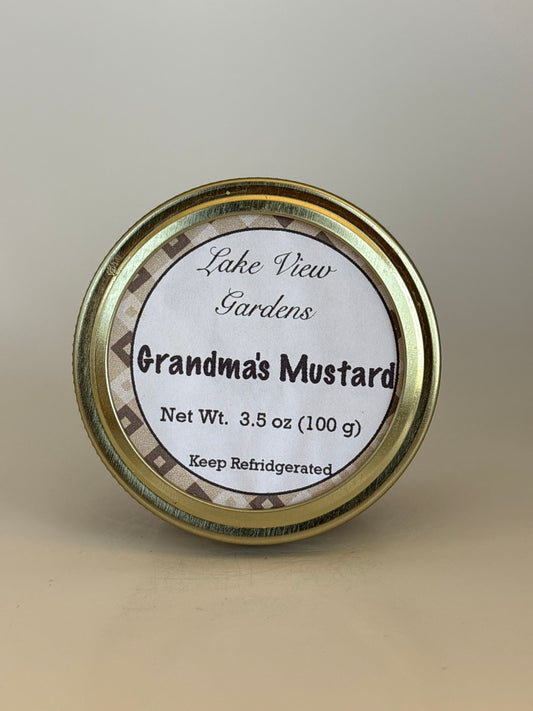 Lake View
Gardens
Grandma's Mustard
Net Wt. 3.5 oz (100 g)
Keep Refridgerated